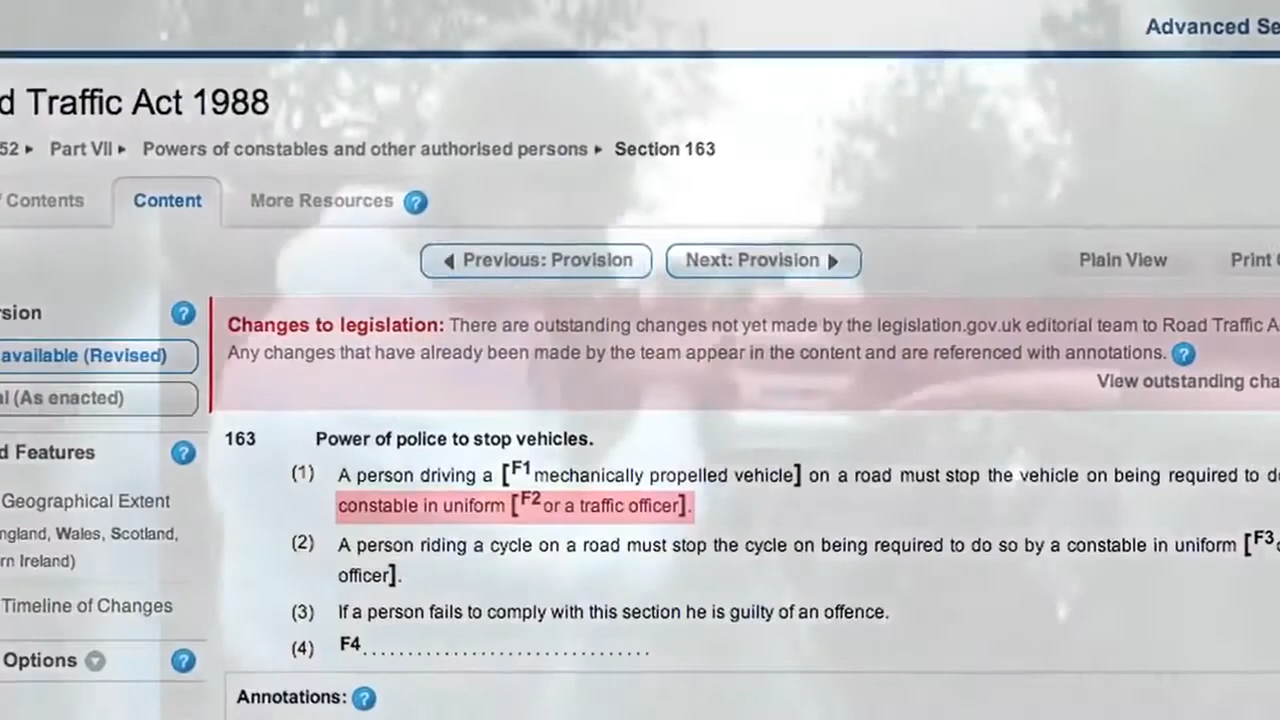 Advanced Se
d Traffic Act 1988
52 ▸ Part VII ▸ Powers of constables and other authorised persons ▸ Section 163
f Contents Content More Resources ?
◀ Previous: Provision Next: Provision ▶ Plain View Print
rsion ?
available (Revised)
al (As enacted)
Changes to legislation: There are outstanding changes not yet made by the legislation.gov.uk editorial team to Road Traffic A
Any changes that have already been made by the team appear in the content and are referenced with annotations. ?
View outstanding cha
d Features ?
Geographical Extent
ngland, Wales, Scotland,
rn Ireland)
Timeline of Changes
Options ?
163 Power of police to stop vehicles.
(1) A person driving a [F1 mechanically propelled vehicle] on a road must stop the vehicle on being required to d
constable in uniform [F2 or a traffic officer].
(2) A person riding a cycle on a road must stop the cycle on being required to do so by a constable in uniform [F3
officer].
(3) If a person fails to comply with this section he is guilty of an offence.
(4) F4. . . . . . . . . . . . . . . . . . . . . . . . . . . . . .
Annotations: ?